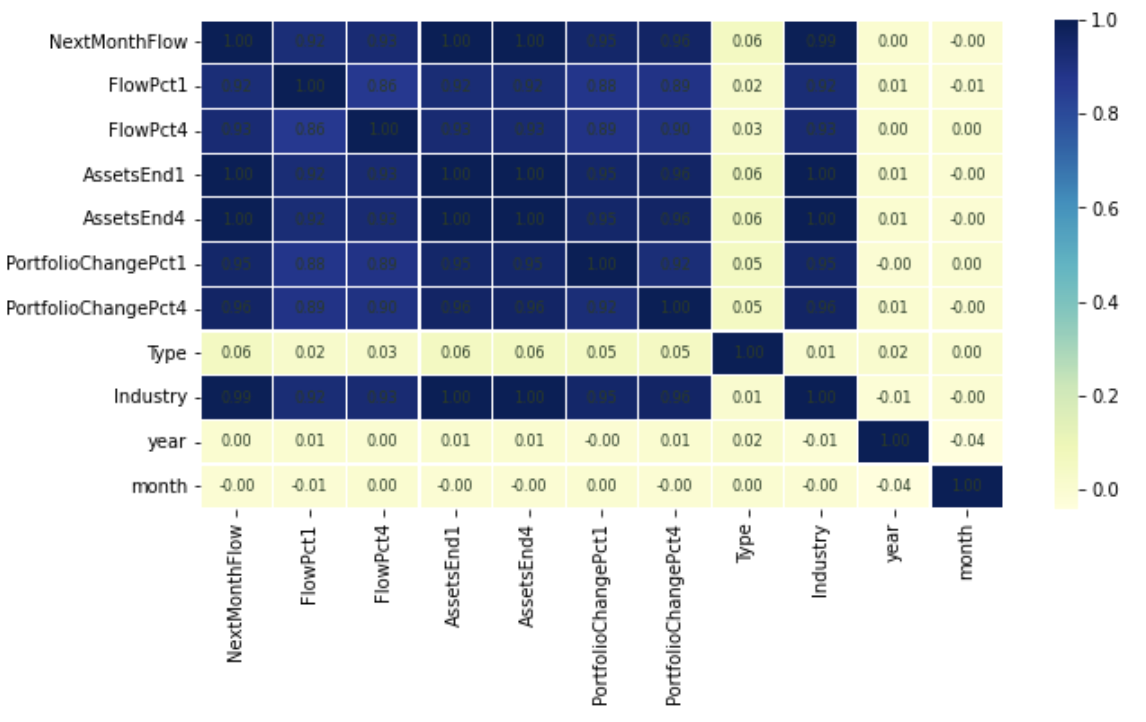 NextMonthFlow 1.00 0.92 0.93 1.00 1.00 0.95 0.96 0.06 0.99 0.00 -0.00
FlowPct1 0.92 1.00 0.86 0.92 0.92 0.88 0.89 0.02 0.92 0.01 -0.01
FlowPct4 0.93 0.86 1.00 0.93 0.93 0.89 0.90 0.03 0.93 0.00 0.00
AssetsEnd1 1.00 0.92 0.93 1.00 1.00 0.95 0.96 0.06 1.00 0.01 -0.00
AssetsEnd4 1.00 0.92 0.93 1.00 1.00 0.95 0.96 0.06 1.00 0.01 -0.00
PortfolioChangePct1 0.95 0.88 0.89 0.95 0.95 1.00 0.92 0.05 0.95 -0.00 0.00
PortfolioChangePct4 0.96 0.89 0.90 0.96 0.96 0.92 1.00 0.05 0.96 0.01 -0.00
Type 0.06 0.02 0.03 0.06 0.06 0.05 0.05 1.00 0.01 0.02 0.00
Industry 0.99 0.92 0.93 1.00 1.00 0.95 0.96 0.01 1.00 -0.01 -0.00
year 0.00 0.01 0.00 0.01 0.01 -0.00 0.01 0.02 -0.01 1.00 -0.04
month -0.00 -0.01 0.00 -0.00 -0.00 0.00 -0.00 0.00 -0.00 -0.04 1.00
NextMonthFlow
FlowPct1
FlowPct4
AssetsEnd1
AssetsEnd4
PortfolioChangePct1
PortfolioChangePct4
Type
Industry
year
month
1.0
0.8
0.6
0.4
0.2
0.0